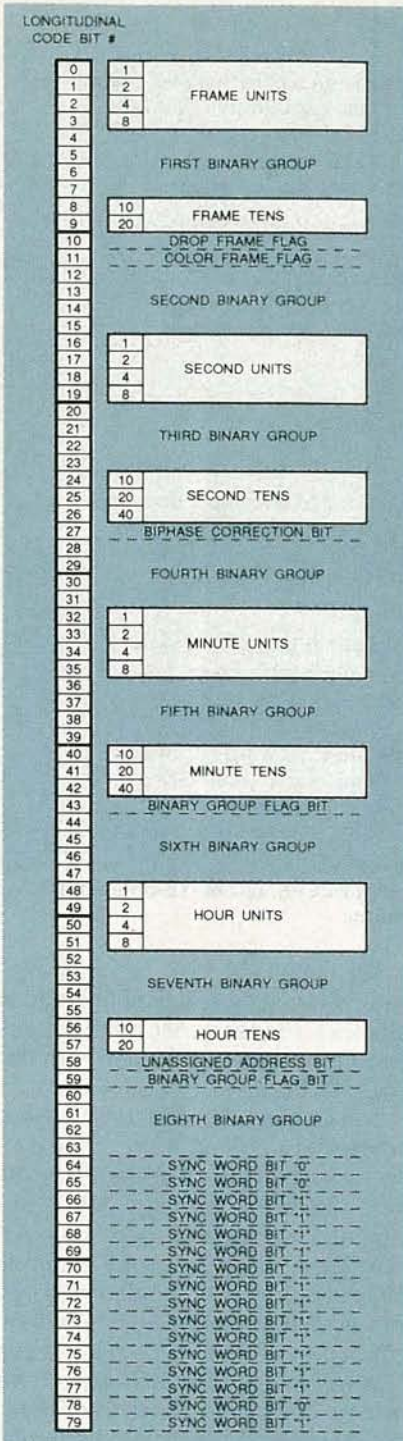 LONGITUDINAL
CODE BIT #
0 1
1 2 FRAME UNITS
2 4
3 8
4
5 FIRST BINARY GROUP
6
7
8 10 FRAME TENS
9 20
10 DROP FRAME FLAG
11 COLOR FRAME FLAG
12
13 SECOND BINARY GROUP
14
15
16 1
17 2 SECOND UNITS
18 4
19 8
20
21 THIRD BINARY GROUP
22
23
24 10
25 20 SECOND TENS
26 40
27 BIPHASE CORRECTION BIT
28
29 FOURTH BINARY GROUP
30
31
32 1
33 2 MINUTE UNITS
34 4
35 8
36
37 FIFTH BINARY GROUP
38
39
40 10
41 20 MINUTE TENS
42 40
43 BINARY GROUP FLAG BIT
44
45 SIXTH BINARY GROUP
46
47
48 1
49 2 HOUR UNITS
50 4
51 8
52
53 SEVENTH BINARY GROUP
54
55
56 10 HOUR TENS
57 20
58 UNASSIGNED ADDRESS BIT
59 BINARY GROUP FLAG BIT
60
61 EIGHTH BINARY GROUP
62
63
64 SYNC WORD BIT "0"
65 SYNC WORD BIT "0"
66 SYNC WORD BIT "1"
67 SYNC WORD BIT "1"
68 SYNC WORD BIT "1"
69 SYNC WORD BIT "1"
70 SYNC WORD BIT "1"
71 SYNC WORD BIT "1"
72 SYNC WORD BIT "1"
73 SYNC WORD BIT "1"
74 SYNC WORD BIT "1"
75 SYNC WORD BIT "1"
76 SYNC WORD BIT "1"
77 SYNC WORD BIT "1"
78 SYNC WORD BIT "0"
79 SYNC WORD BIT "1"